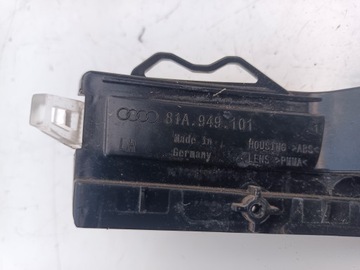 81A.949.101
Made in
Germany
HOUSING >ABS<
LENS >PMMA<